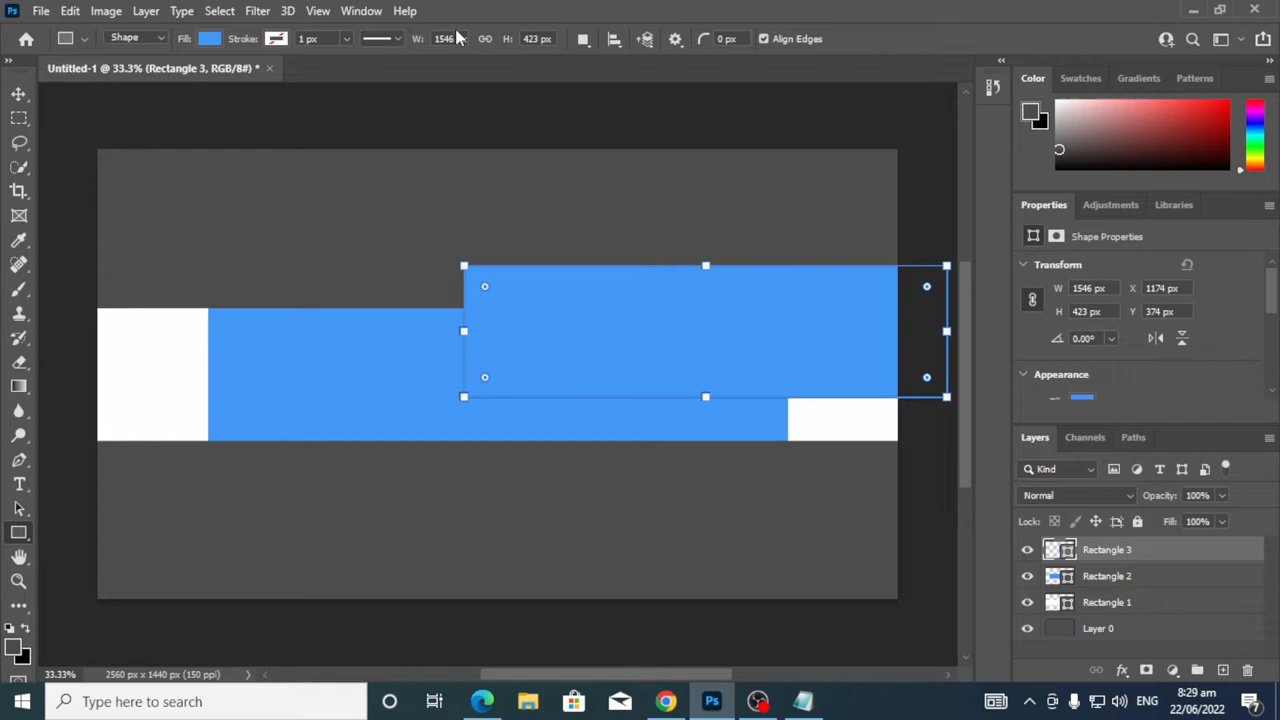 Ps File Edit Image Layer Type Select Filter 3D View Window Help
Shape Fill: Stroke: 1 px W: 1546 H: 423 px 0 px Align Edges
Untitled-1 @ 33.3% (Rectangle 3, RGB/8#) *
Color Swatches Gradients Patterns
Properties Adjustments Libraries
Shape Properties
Transform
W 1546 px X 1174 px
H 423 px Y 374 px
0.00°
Appearance
Layers Channels Paths
Kind
Normal Opacity: 100%
Lock: Fill: 100%
Rectangle 3
Rectangle 2
Rectangle 1
Layer 0
33.33% 2560 px x 1440 px (150 ppi)
Type here to search
Ps
ENG
8:29 am
22/06/2022
7